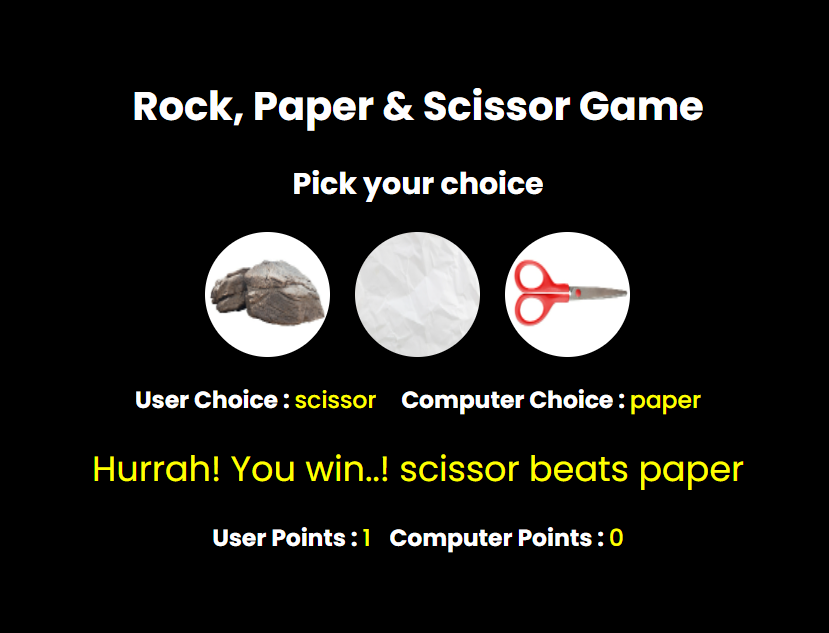 Rock, Paper & Scissor Game
Pick your choice
User Choice : scissor Computer Choice : paper
Hurrah! You win..! scissor beats paper
User Points : 1 Computer Points : 0